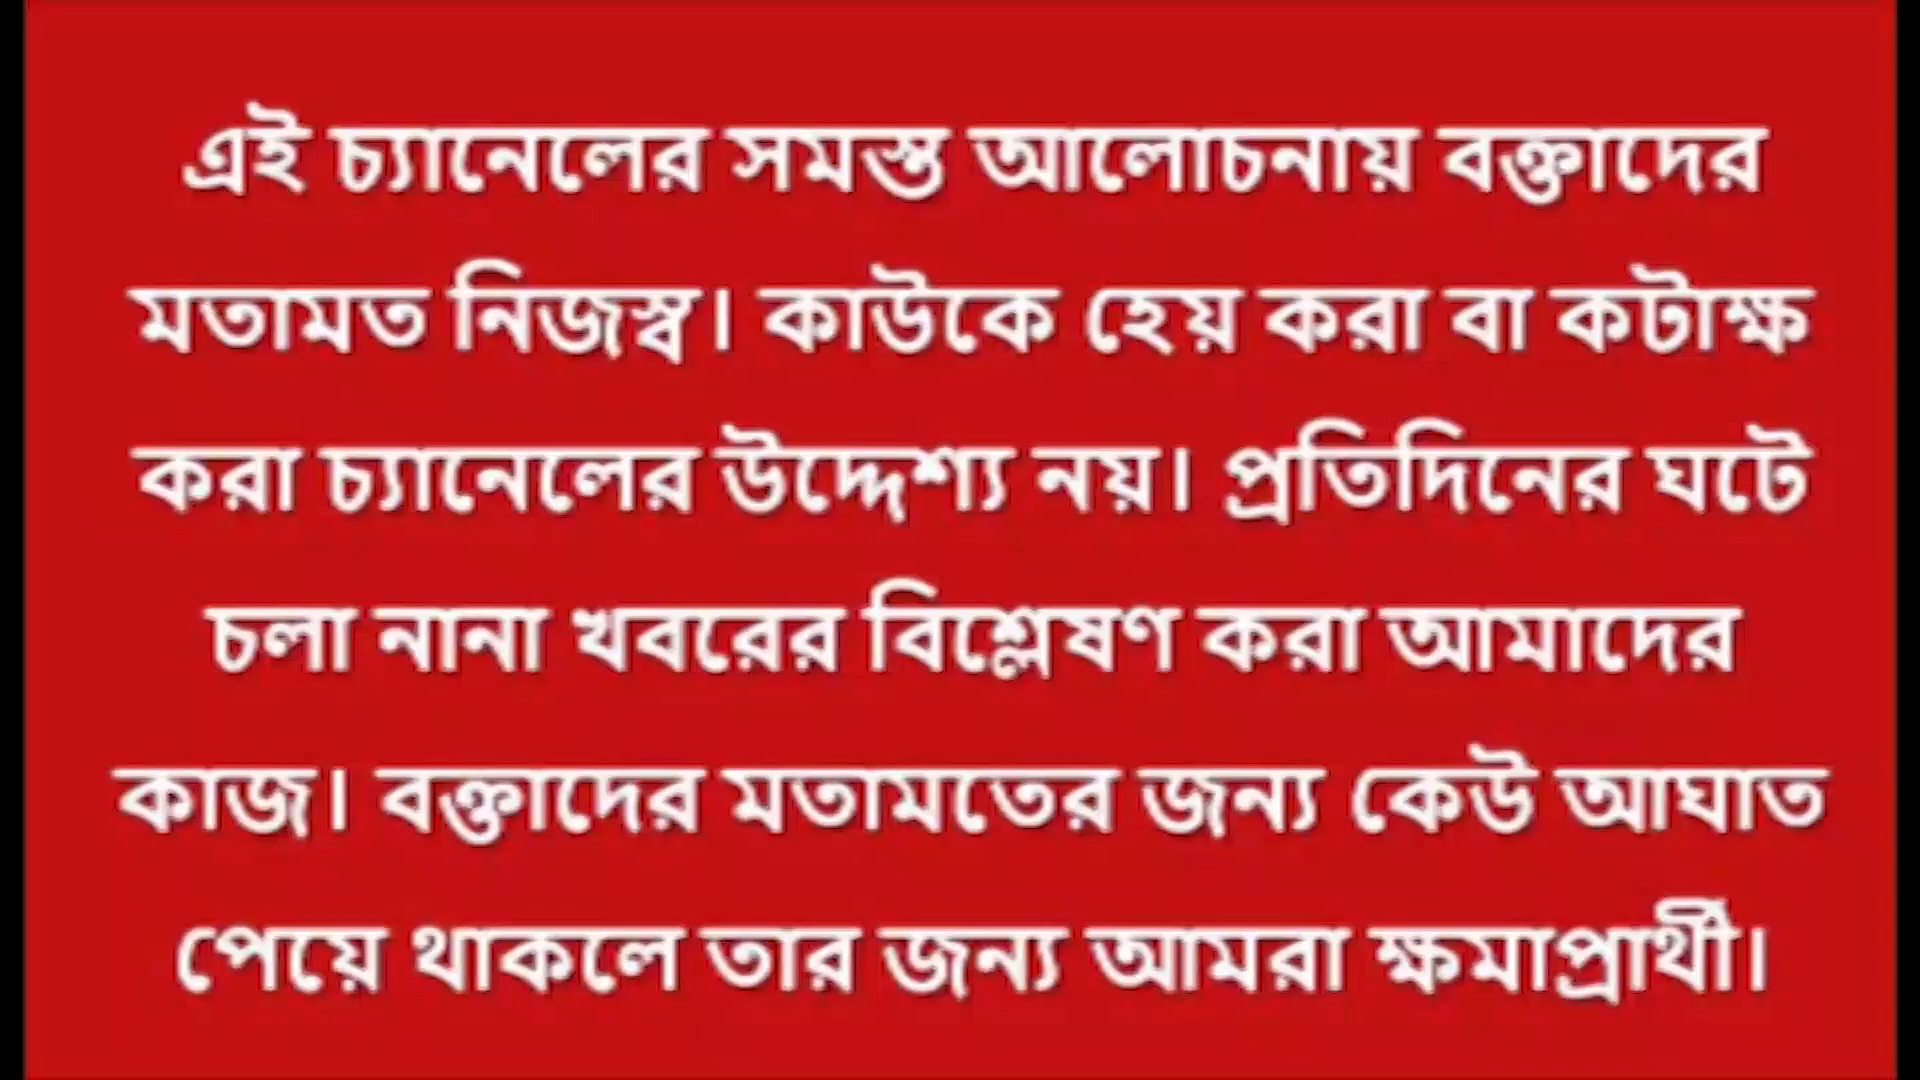 এই চ্যানেলের সমস্ত আলোচনায় বক্তাদের
মতামত নিজস্ব। কাউকে হেয় করা বা কটাক্ষ
করা চ্যানেলের উদ্দেশ্য নয়। প্রতিদিনের ঘটে
চলা নানা খবরের বিশ্লেষণ করা আমাদের
কাজ। বক্তাদের মতামতের জন্য কেউ আঘাত
পেয়ে থাকলে তার জন্য আমরা ক্ষমাপ্রার্থী।